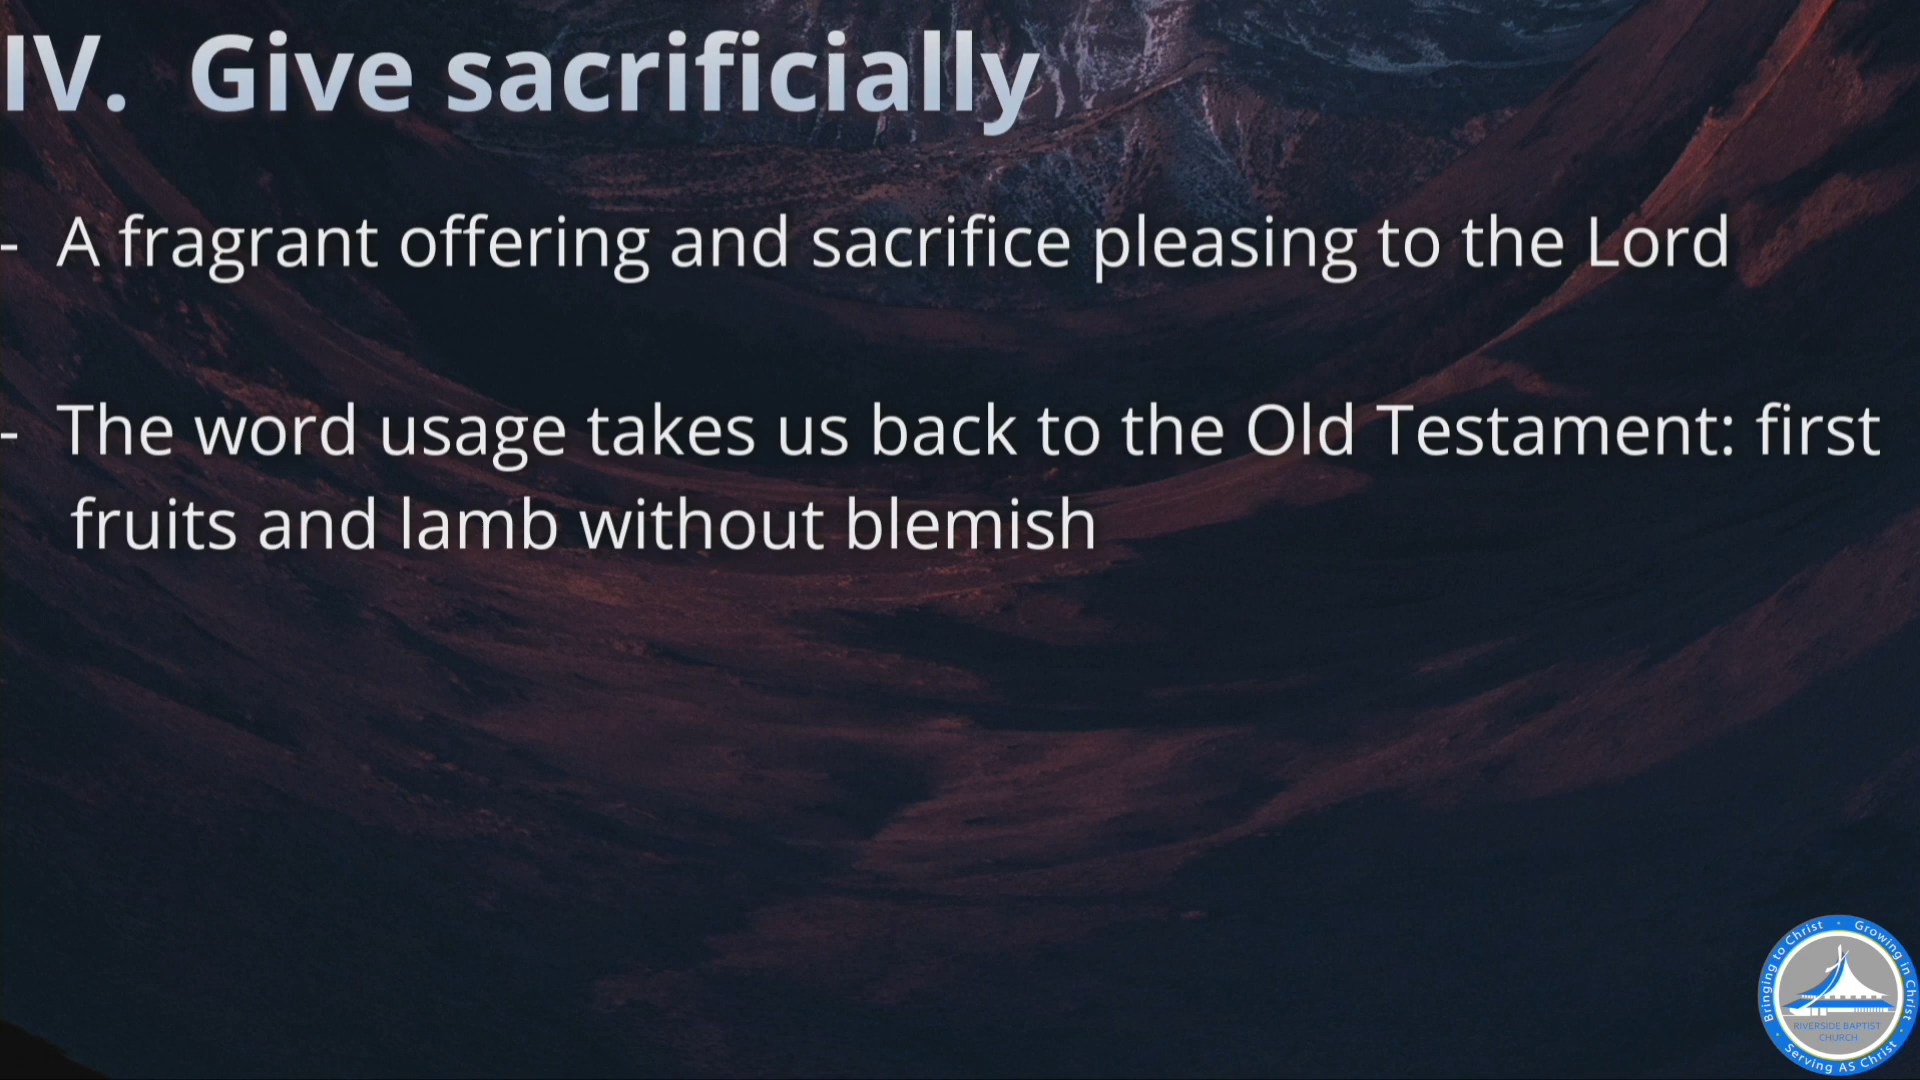 IV. Give sacrificially
- A fragrant offering and sacrifice pleasing to the Lord
- The word usage takes us back to the Old Testament: first
fruits and lamb without blemish
Bringing to Christ · Growing in Christ · Serving AS Christ ·
RIVERSIDE BAPTIST
CHURCH